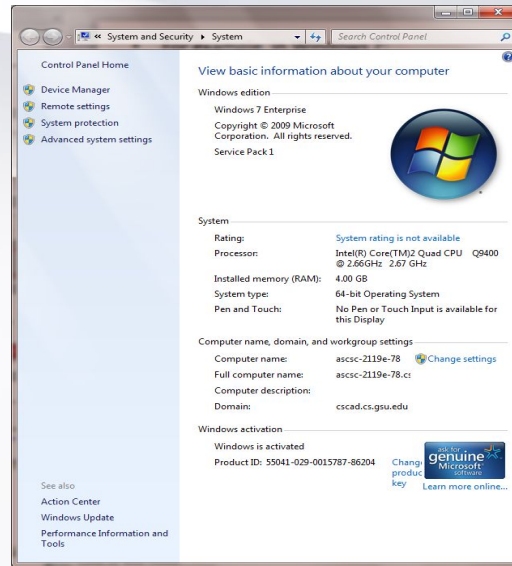 « System and Security ▸ System
Search Control Panel
Control Panel Home
Device Manager
Remote settings
System protection
Advanced system settings
See also
Action Center
Windows Update
Performance Information and
Tools
View basic information about your computer
Windows edition
Windows 7 Enterprise
Copyright © 2009 Microsoft
Corporation. All rights reserved.
Service Pack 1
System
Rating: System rating is not available
Processor: Intel(R) Core(TM)2 Quad CPU Q9400
@ 2.66GHz 2.67 GHz
Installed memory (RAM): 4.00 GB
System type: 64-bit Operating System
Pen and Touch: No Pen or Touch Input is available for
this Display
Computer name, domain, and workgroup settings
Computer name: ascsc-2119e-78 Change settings
Full computer name: ascsc-2119e-78.cs
Computer description:
Domain: cscad.cs.gsu.edu
Windows activation
Windows is activated
Product ID: 55041-029-0015787-86204
Change
produc
key
ask for
genuine
Microsoft
software
Learn more online...